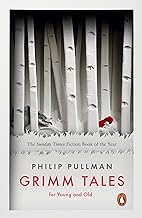 The Sunday Times Fiction Book of the Year
PHILIP PULLMAN
GRIMM TALES
for Young and Old